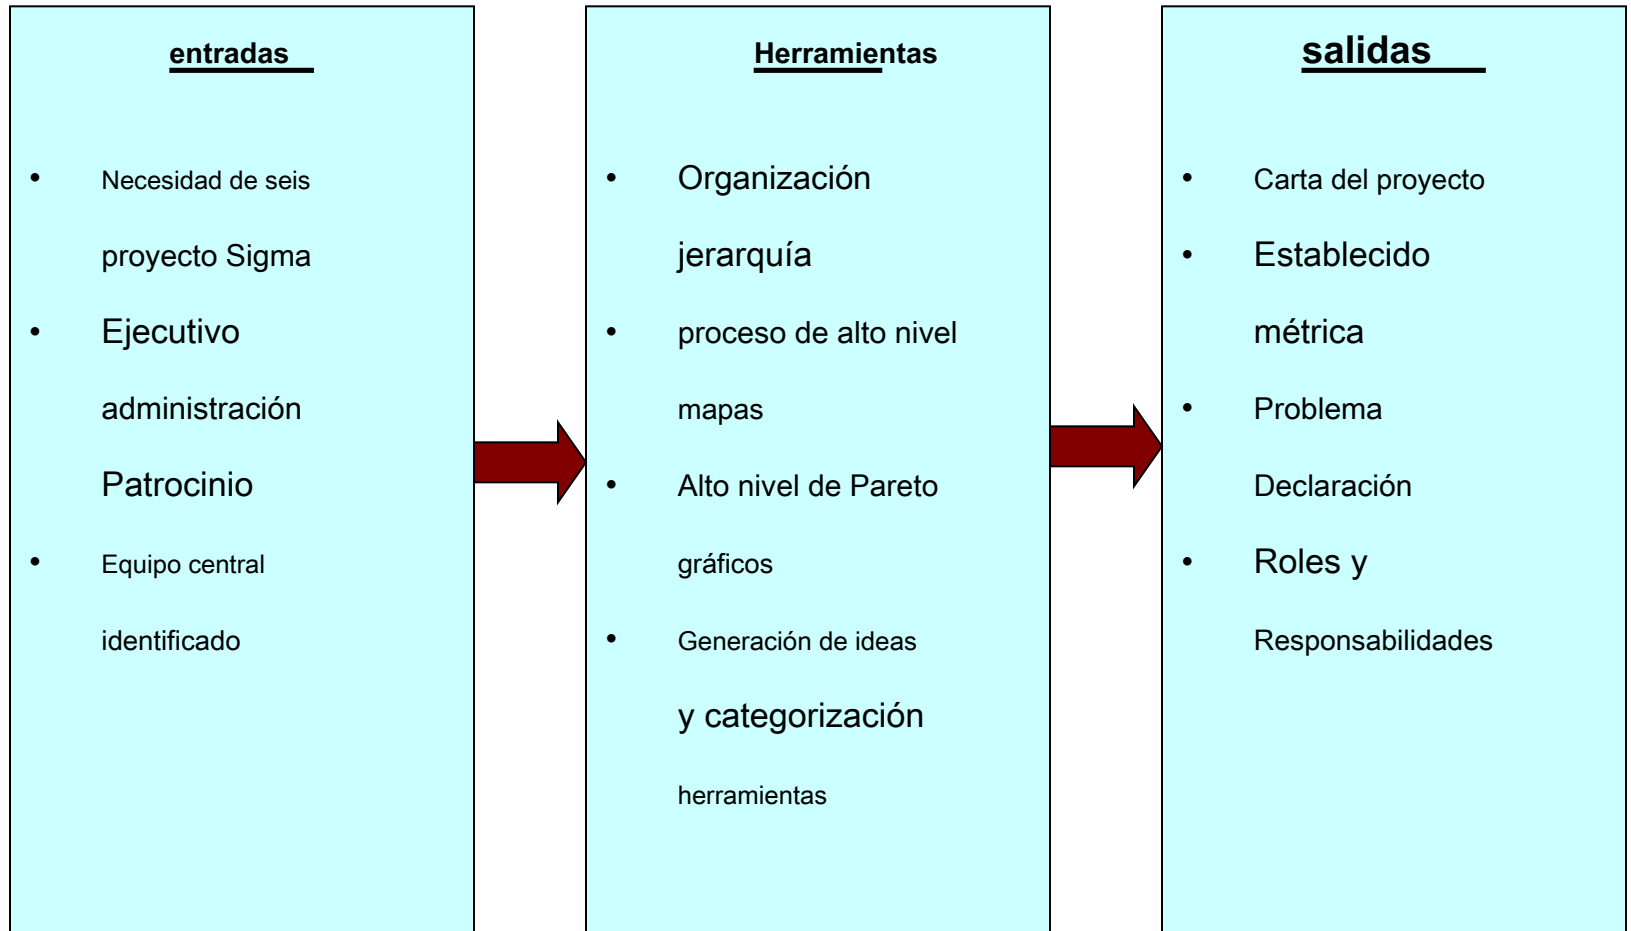 entradas
• Necesidad de seis
proyecto Sigma
• Ejecutivo
administración
Patrocinio
• Equipo central
identificado
Herramientas
• Organización
jerarquía
• proceso de alto nivel
mapas
• Alto nivel de Pareto
gráficos
• Generación de ideas
y categorización
herramientas
salidas
• Carta del proyecto
• Establecido
métrica
• Problema
Declaración
• Roles y
Responsabilidades